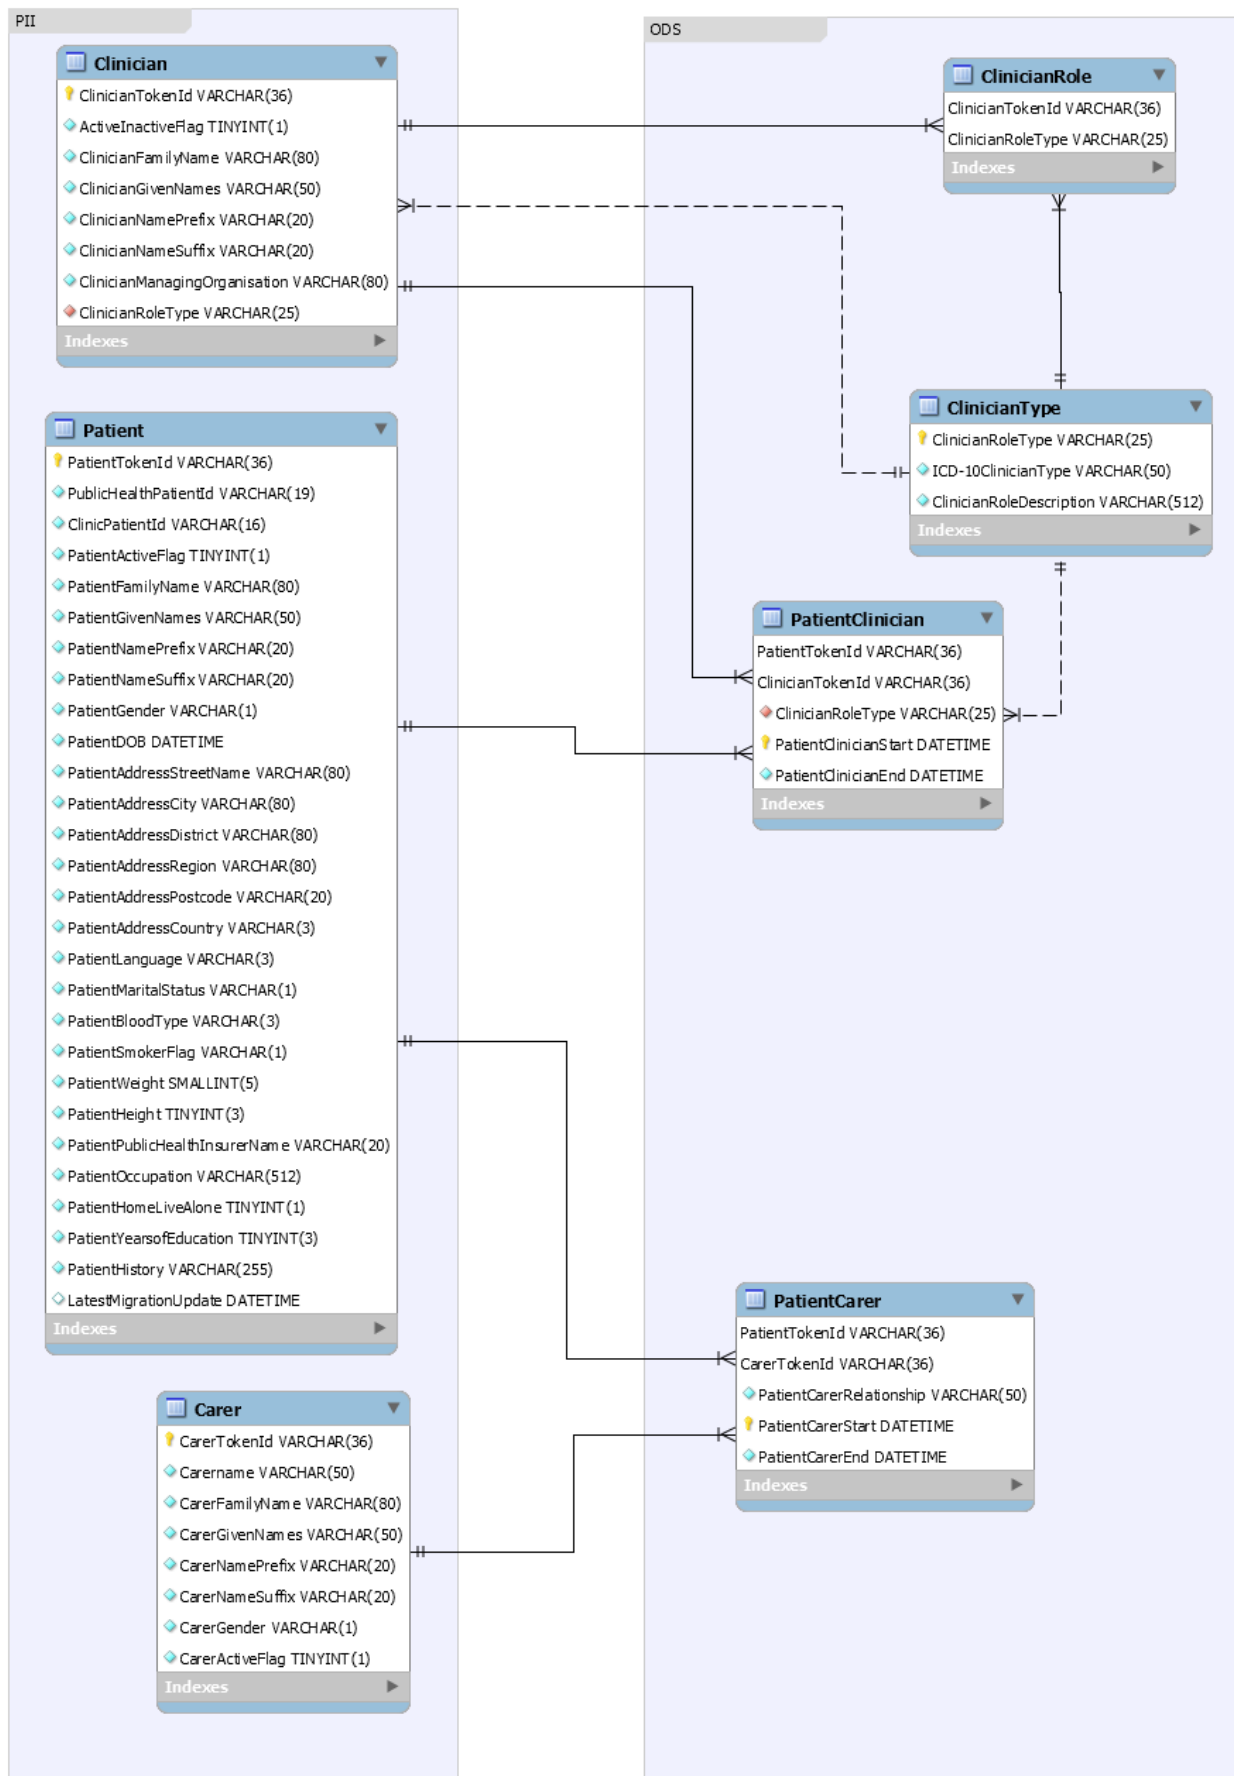 PII
Clinician
ClinicianTokenId VARCHAR(36)
ActiveInactiveFlag TINYINT(1)
ClinicianFamilyName VARCHAR(80)
ClinicianGivenNames VARCHAR(50)
ClinicianNamePrefix VARCHAR(20)
ClinicianNameSuffix VARCHAR(20)
ClinicianManagingOrganisation VARCHAR(80)
ClinicianRoleType VARCHAR(25)
Indexes
Patient
PatientTokenId VARCHAR(36)
PublicHealthPatientId VARCHAR(19)
ClinicPatientId VARCHAR(16)
PatientActiveFlag TINYINT(1)
PatientFamilyName VARCHAR(80)
PatientGivenNames VARCHAR(50)
PatientNamePrefix VARCHAR(20)
PatientNameSuffix VARCHAR(20)
PatientGender VARCHAR(1)
PatientDOB DATETIME
PatientAddressStreetName VARCHAR(80)
PatientAddressCity VARCHAR(80)
PatientAddressDistrict VARCHAR(80)
PatientAddressRegion VARCHAR(80)
PatientAddressPostcode VARCHAR(20)
PatientAddressCountry VARCHAR(3)
PatientLanguage VARCHAR(3)
PatientMaritalStatus VARCHAR(1)
PatientBloodType VARCHAR(3)
PatientSmokerFlag VARCHAR(1)
PatientWeight SMALLINT(5)
PatientHeight TINYINT(3)
PatientPublicHealthInsurerName VARCHAR(20)
PatientOccupation VARCHAR(512)
PatientHomeLiveAlone TINYINT(1)
PatientYearsofEducation TINYINT(3)
PatientHistory VARCHAR(255)
LatestMigrationUpdate DATETIME
Indexes
Carer
CarerTokenId VARCHAR(36)
Carername VARCHAR(50)
CarerFamilyName VARCHAR(80)
CarerGivenNames VARCHAR(50)
CarerNamePrefix VARCHAR(20)
CarerNameSuffix VARCHAR(20)
CarerGender VARCHAR(1)
CarerActiveFlag TINYINT(1)
Indexes
ODS
ClinicianRole
ClinicianTokenId VARCHAR(36)
ClinicianRoleType VARCHAR(25)
Indexes
ClinicianType
ClinicianRoleType VARCHAR(25)
ICD-10ClinicianType VARCHAR(50)
ClinicianRoleDescription VARCHAR(512)
Indexes
PatientClinician
PatientTokenId VARCHAR(36)
ClinicianTokenId VARCHAR(36)
ClinicianRoleType VARCHAR(25)
PatientClinicianStart DATETIME
PatientClinicianEnd DATETIME
Indexes
PatientCarer
PatientTokenId VARCHAR(36)
CarerTokenId VARCHAR(36)
PatientCarerRelationship VARCHAR(50)
PatientCarerStart DATETIME
PatientCarerEnd DATETIME
Indexes